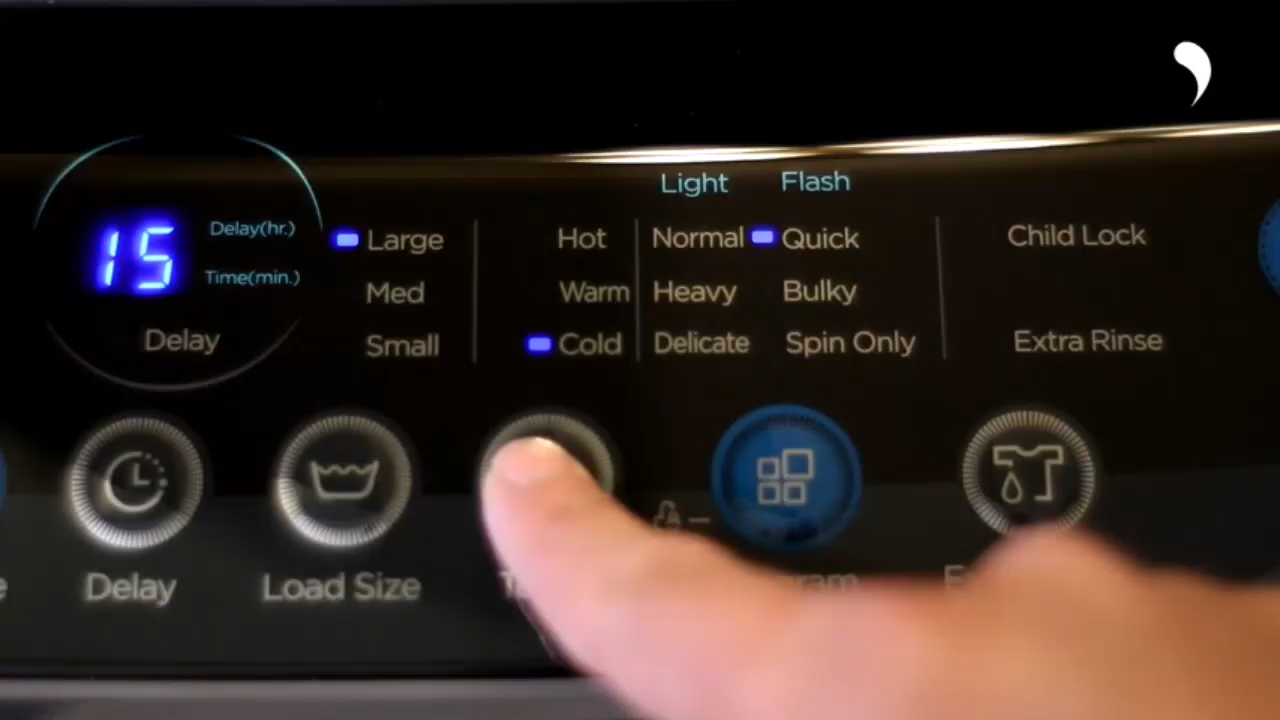 Light Flash
15 Delay(hr.) Large Hot Normal Quick Child Lock
Time(min.) Med Warm Heavy Bulky
Delay Small Cold Delicate Spin Only Extra Rinse
Delay Load Size